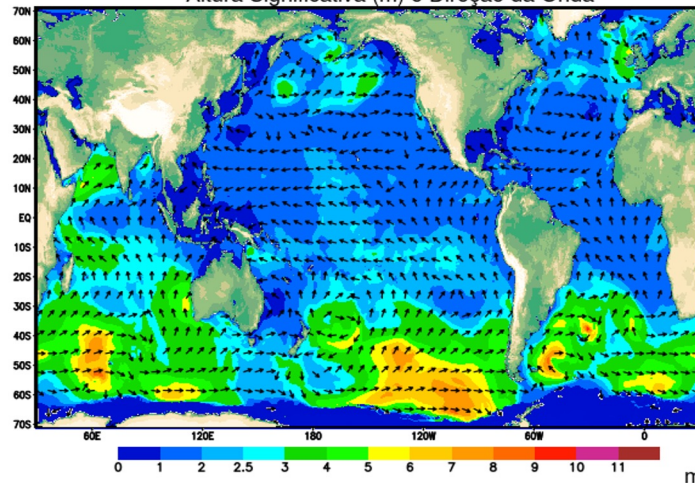 Altura Significativa (m) e Direção da Onda
70N
60N
50N
40N
30N
20N
10N
EQ
10S
20S
30S
40S
50S
60S
70S
60E 120E 180 120W 60W 0
0 1 2 2.5 3 4 5 6 7 8 9 10 11
m